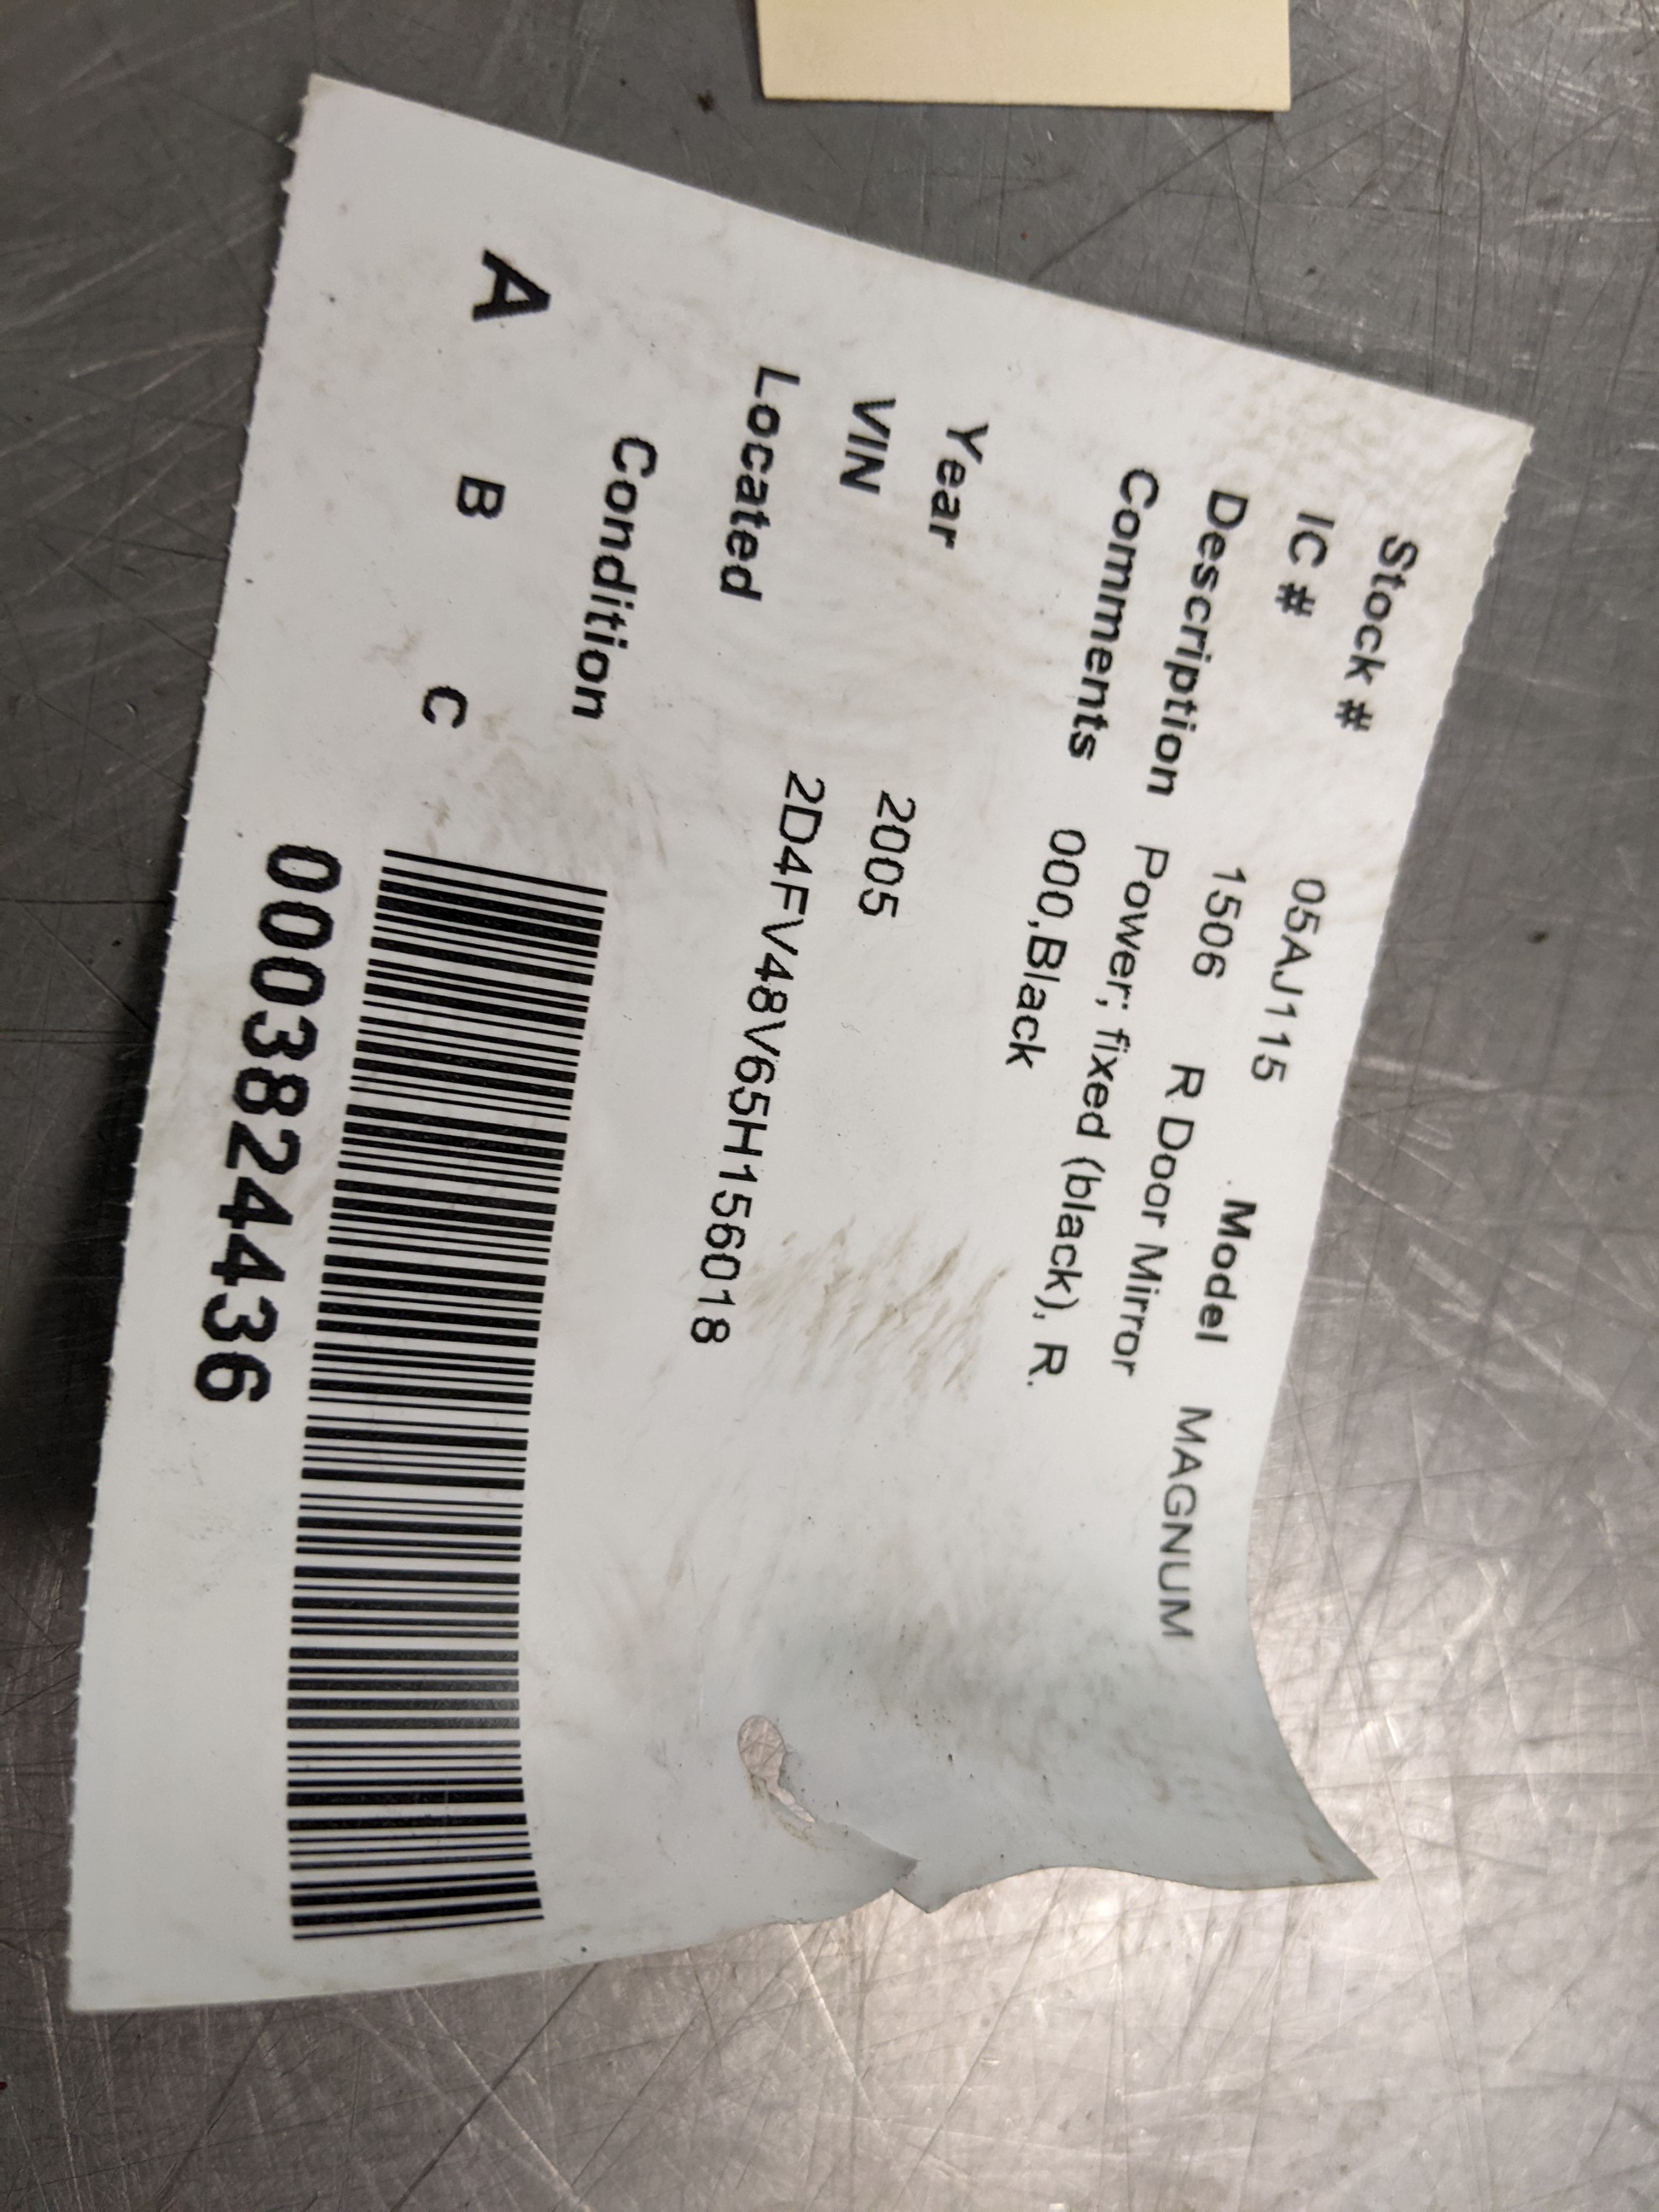 Stock # 05AJ115 Model MAGNUM
IC # 1506 R Door Mirror
Description Power; fixed (black), R.
Comments 000,Black
Year 2005
VIN 2D4FV48V65H156018
Located
Condition
A B C
0003824436